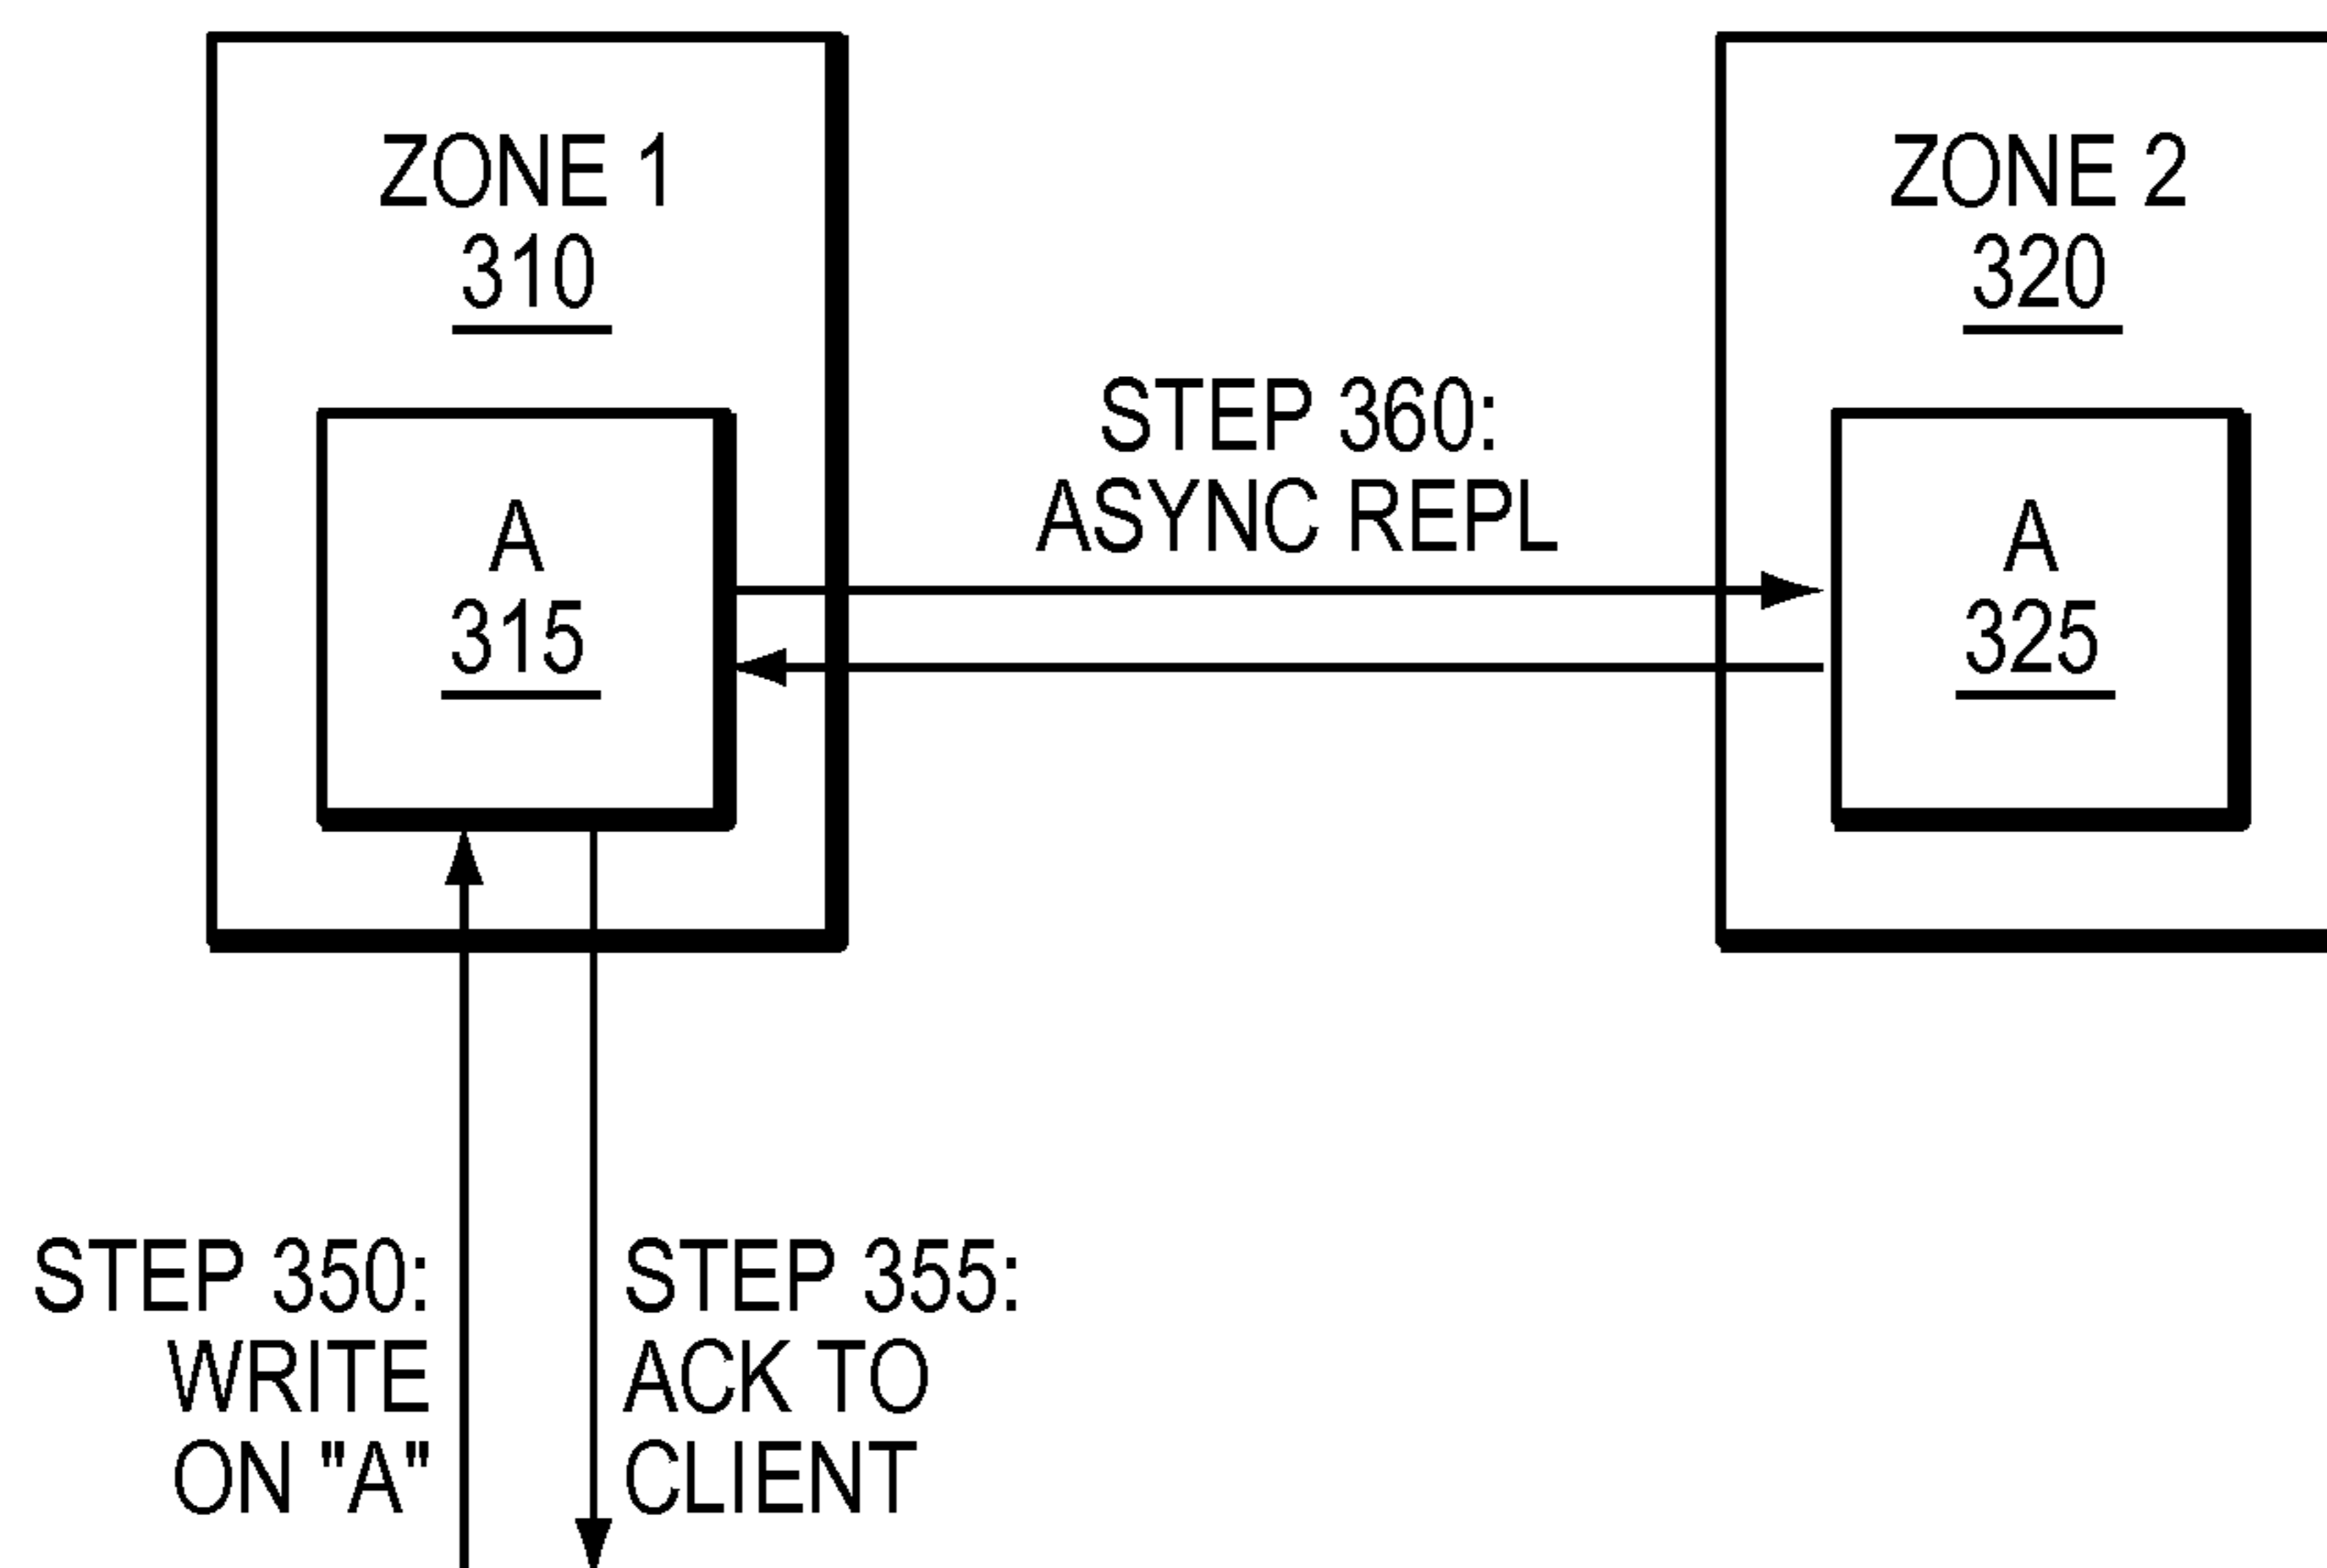 ZONE 1
310
ZONE 2
320
STEP 360:
ASYNC REPL
A
315
A
325
STEP 350:
WRITE
ON "A"
STEP 355:
ACK TO
CLIENT